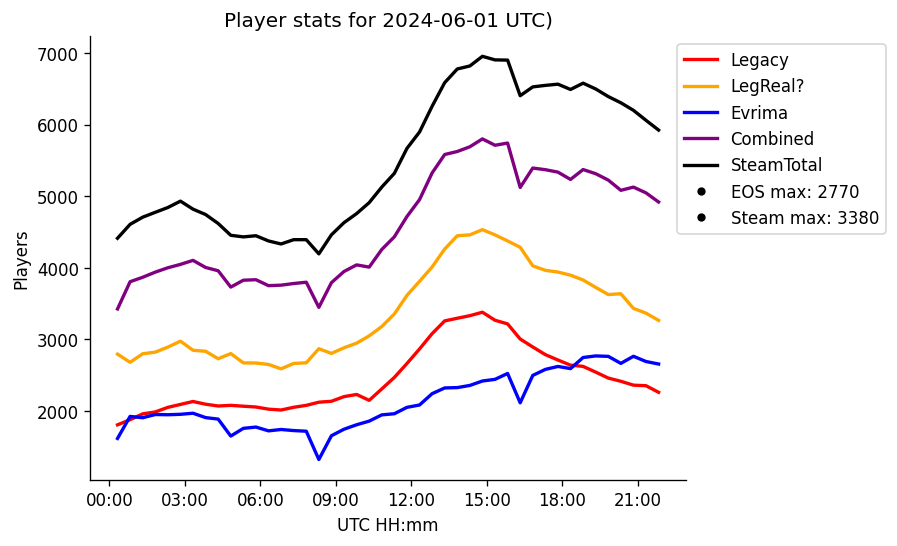 Player stats for 2024-06-01 UTC)
7000
6000
5000
4000
3000
2000
Players
00:00 03:00 06:00 09:00 12:00 15:00 18:00 21:00
UTC HH:mm
Legacy
LegReal?
Evrima
Combined
SteamTotal
EOS max: 2770
Steam max: 3380